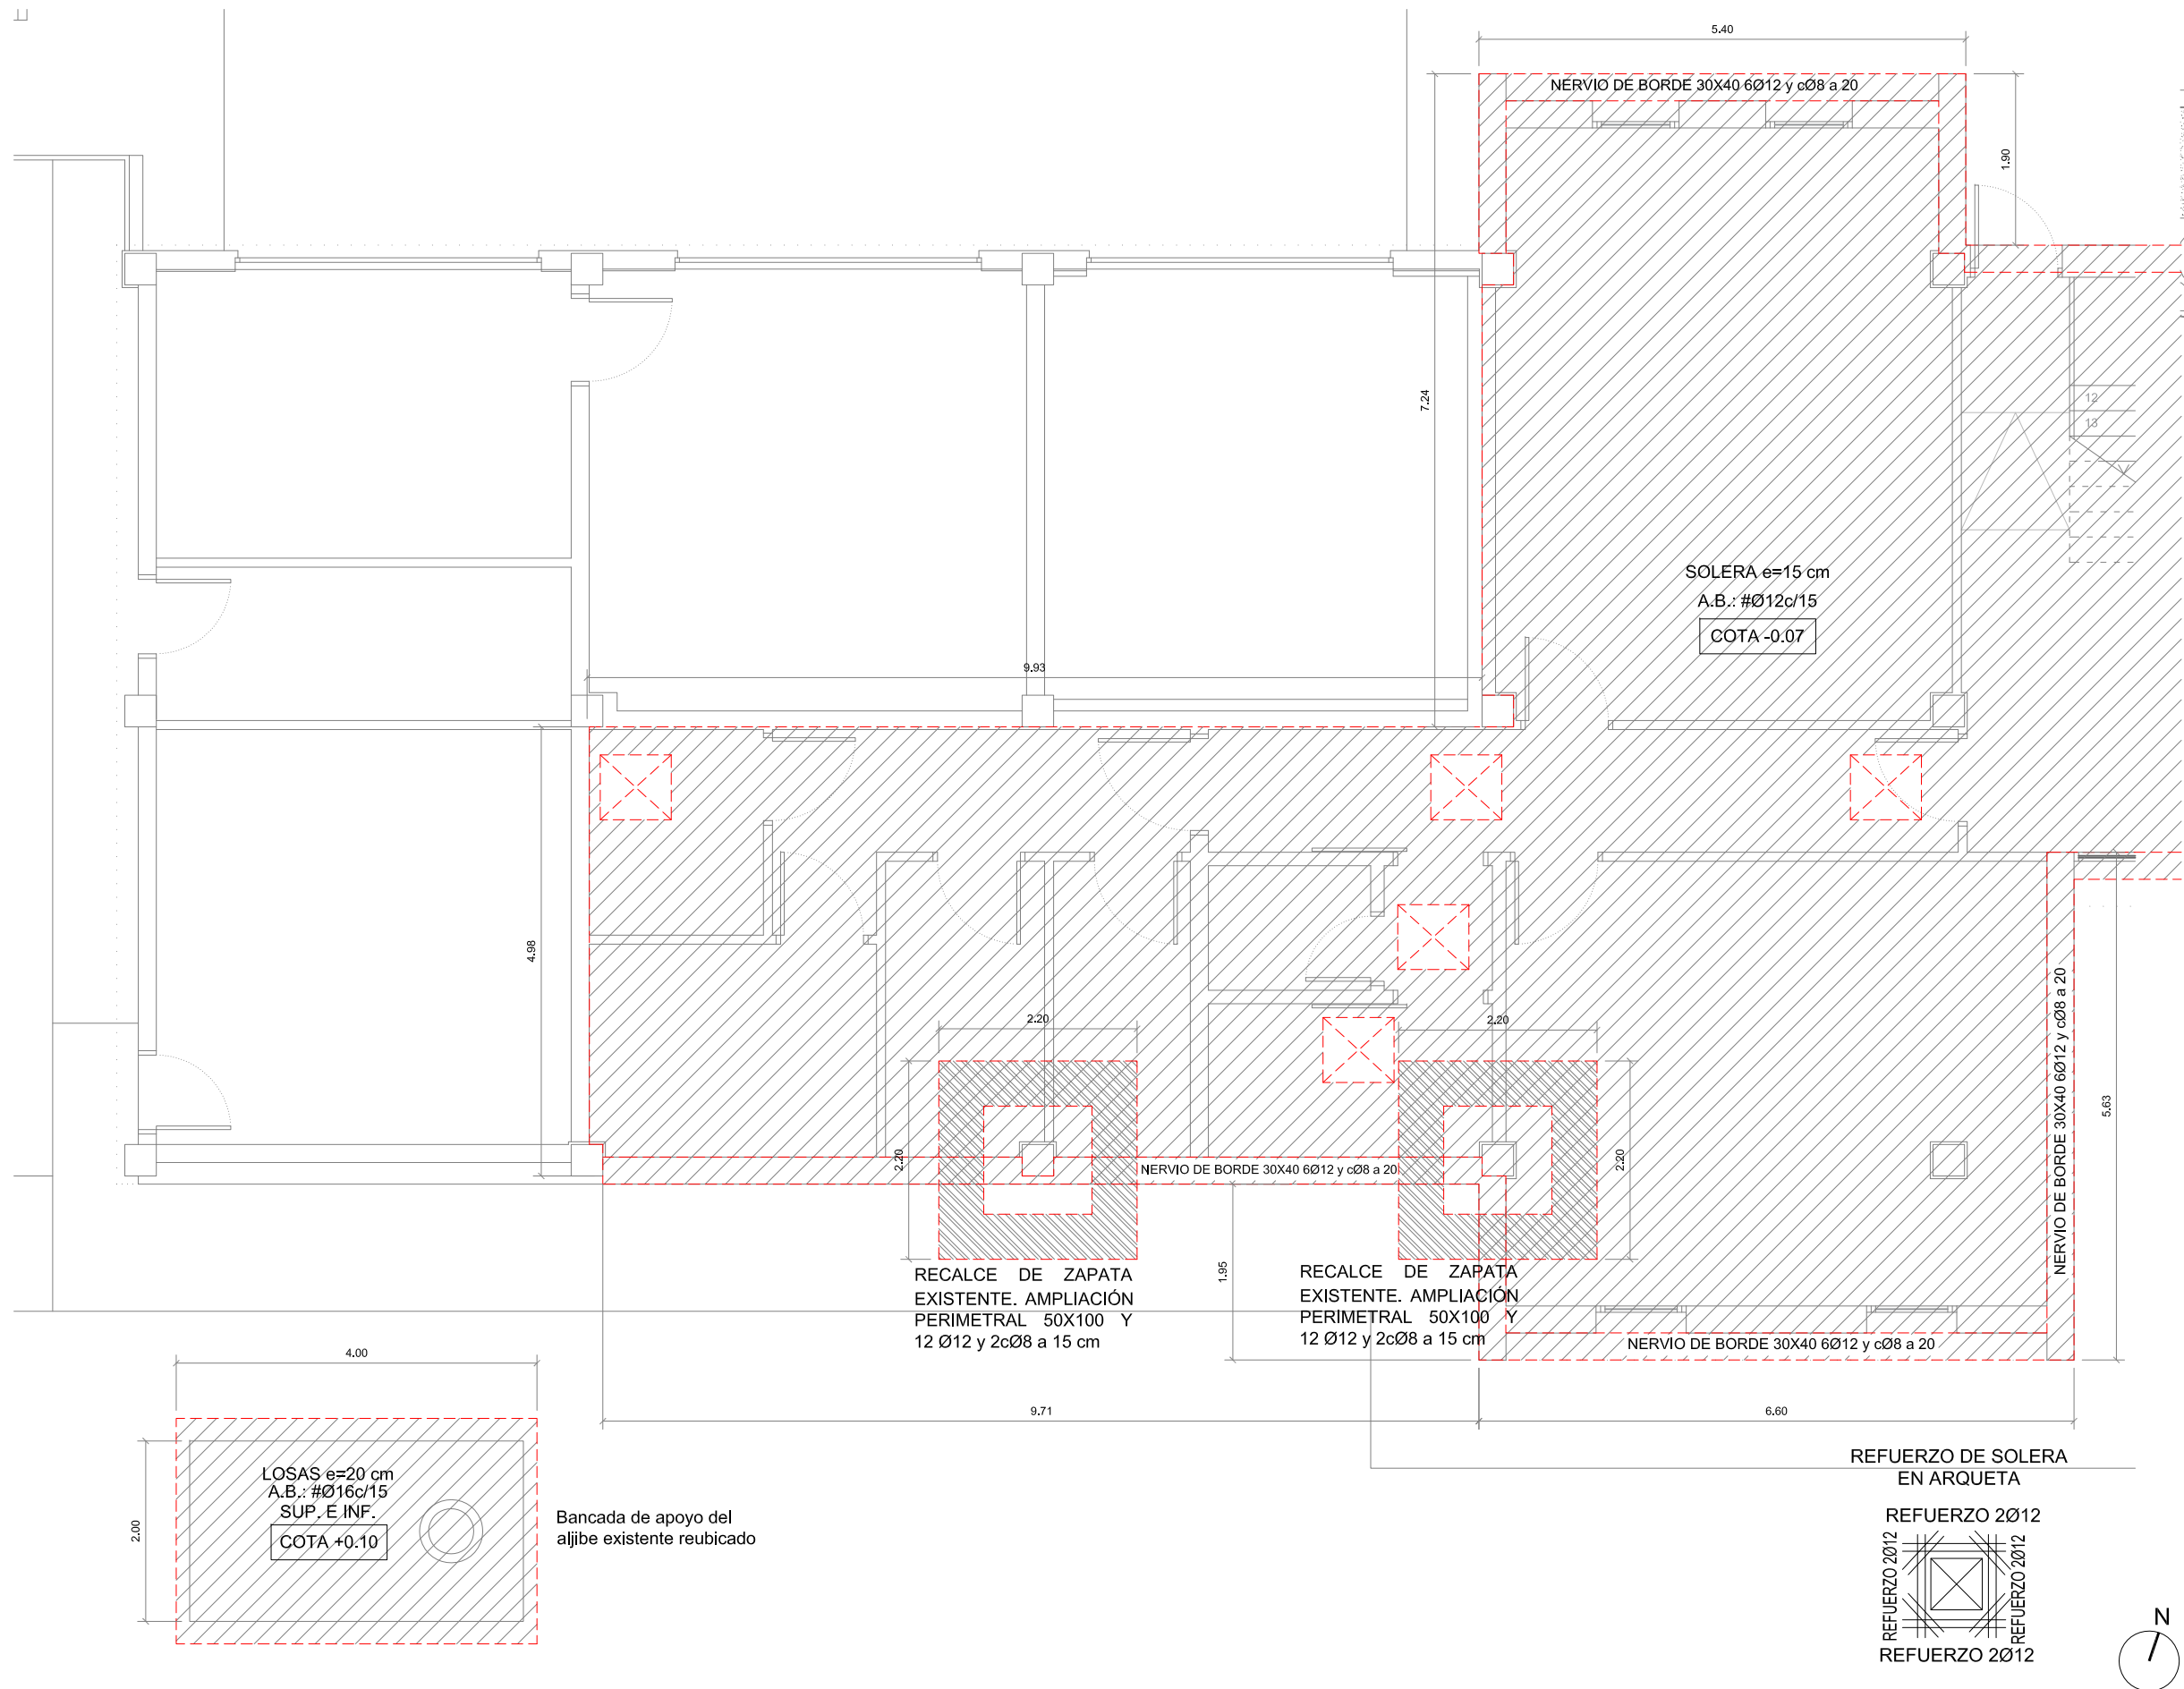 5.40
NERVIO DE BORDE 30X40 6Ø12 y cØ8 a 20
1.90
7.24
12
13
SOLERA e=15 cm
A.B.: #Ø12c/15
COTA -0.07
9.93
4.98
2.20
2.20
2.20
2.20
NERVIO DE BORDE 30X40 6Ø12 y cØ8 a 20
NERVIO DE BORDE 30X40 6Ø12 y cØ8 a 20
5.63
1.95
RECALCE DE ZAPATA
EXISTENTE. AMPLIACIÓN
PERIMETRAL 50X100 Y
12 Ø12 y 2cØ8 a 15 cm
RECALCE DE ZAPATA
EXISTENTE. AMPLIACIÓN
PERIMETRAL 50X100 Y
12 Ø12 y 2cØ8 a 15 cm
NERVIO DE BORDE 30X40 6Ø12 y cØ8 a 20
4.00
9.71
6.60
2.00
LOSAS e=20 cm
A.B.: #Ø16c/15
SUP. E INF.
COTA +0.10
Bancada de apoyo del
aljibe existente reubicado
REFUERZO DE SOLERA
EN ARQUETA
REFUERZO 2Ø12
REFUERZO 2Ø12
REFUERZO 2Ø12
REFUERZO 2Ø12
N